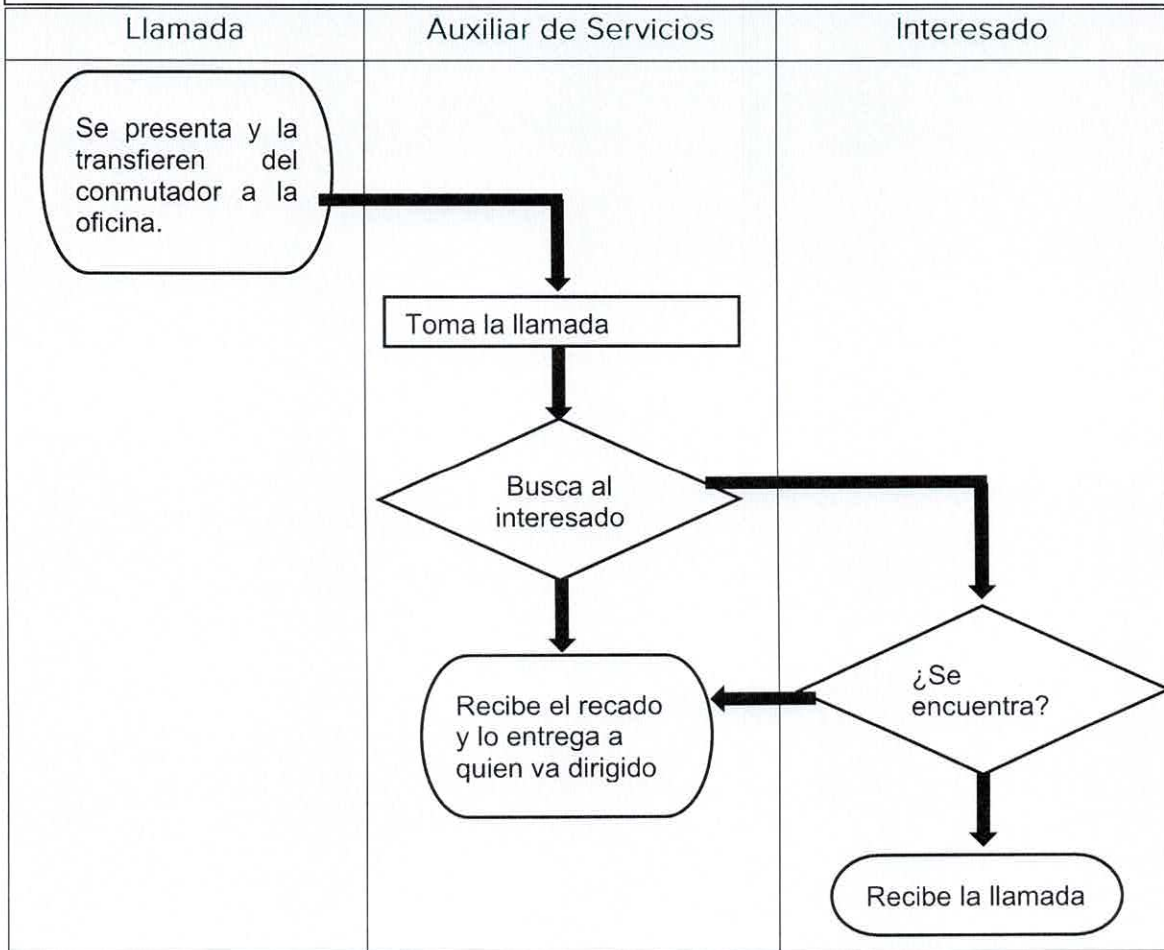 Llamada
Auxiliar de Servicios
Interesado
Se presenta y la
transfieren del
conmutador a la
oficina.
Toma la llamada
Busca al
interesado
¿Se
encuentra?
Recibe el recado
y lo entrega a
quien va dirigido
Recibe la llamada